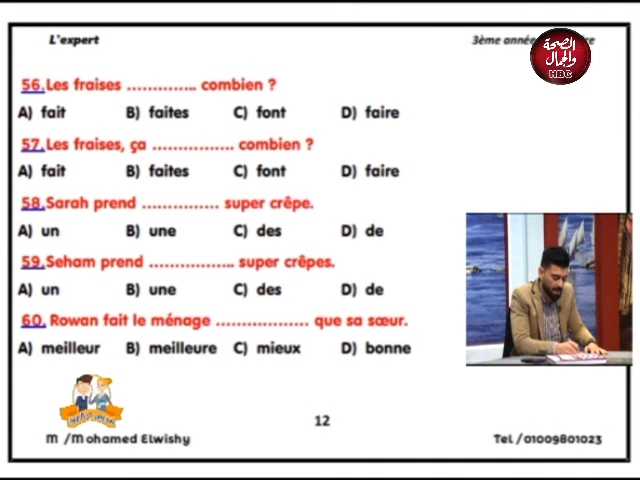 L'expert
3ème année
الصحة
والجمال
HBC
56.Les fraises .............. combien ?
A) fait B) faites C) font D) faire
57.Les fraises, ça ................ combien ?
A) fait B) faites C) font D) faire
58.Sarah prend ............... super crêpe.
A) un B) une C) des D) de
59.Seham prend ................. super crêpes.
A) un B) une C) des D) de
60. Rowan fait le ménage .................. que sa sœur.
A) meilleur B) meilleure C) mieux D) bonne
12
M /Mohamed Elwishy
Tel /01009801023